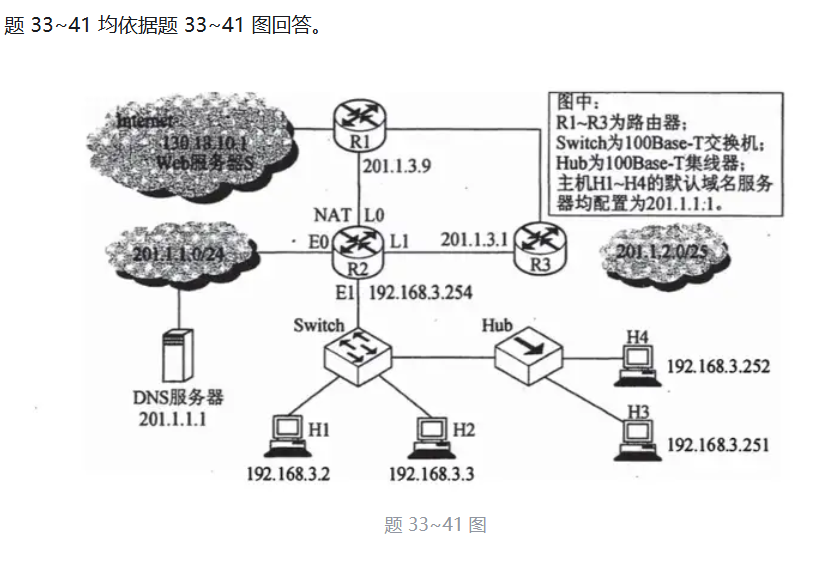 题 33~41 均依据题 33~41 图回答。
Internet
130.18.10.1
Web服务器S
R1
201.1.3.9
图中：
R1~R3为路由器；
Switch为100Base-T交换机；
Hub为100Base-T集线器；
主机H1~H4的默认域名服务
器均配置为201.1.1.1。
NAT L0
201.1.1.0/24
E0
L1
201.1.3.1
R2
R3
201.1.2.0/25
E1 192.168.3.254
Switch
Hub
H4
192.168.3.252
DNS服务器
201.1.1.1
H1
H2
H3
192.168.3.251
192.168.3.2
192.168.3.3
题 33~41 图